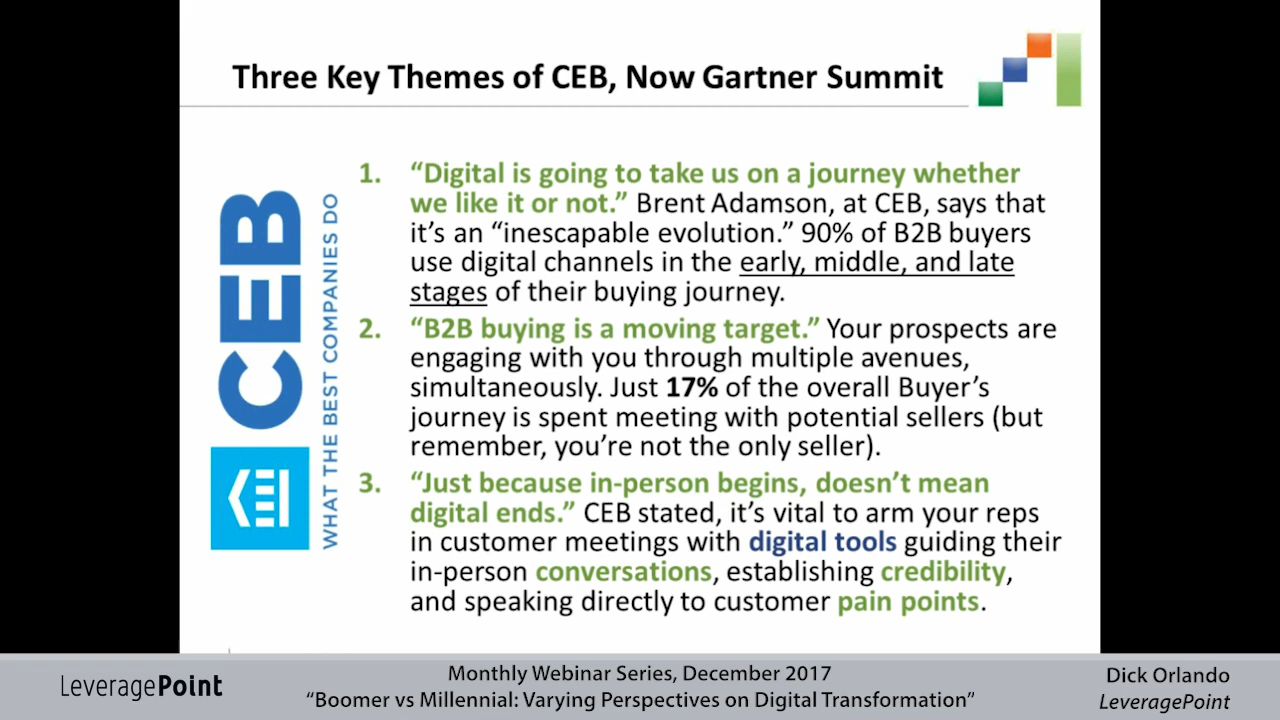 Three Key Themes of CEB, Now Gartner Summit
CEB
WHAT THE BEST COMPANIES DO
1. “Digital is going to take us on a journey whether
we like it or not.” Brent Adamson, at CEB, says that
it’s an “inescapable evolution.” 90% of B2B buyers
use digital channels in the early, middle, and late
stages of their buying journey.
2. “B2B buying is a moving target.” Your prospects are
engaging with you through multiple avenues,
simultaneously. Just 17% of the overall Buyer’s
journey is spent meeting with potential sellers (but
remember, you’re not the only seller).
3. “Just because in-person begins, doesn’t mean
digital ends.” CEB stated, it’s vital to arm your reps
in customer meetings with digital tools guiding their
in-person conversations, establishing credibility,
and speaking directly to customer pain points.
LeveragePoint
Monthly Webinar Series, December 2017
“Boomer vs Millennial: Varying Perspectives on Digital Transformation”
Dick Orlando
LeveragePoint